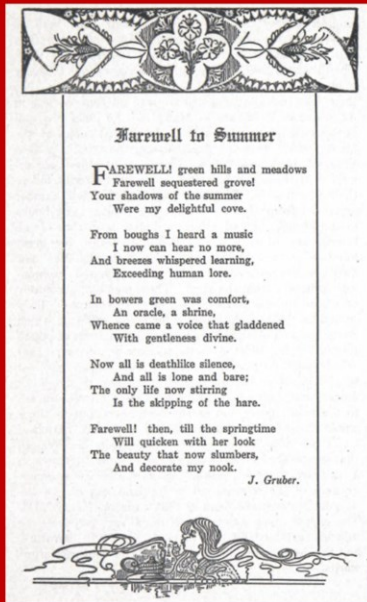 Farewell to Summer
FAREWELL! green hills and meadows
Farewell sequestered grove!
Your shadows of the summer
Were my delightful cove.
From boughs I heard a music
I now can hear no more,
And breezes whispered learning,
Exceeding human lore.
In bowers green was comfort,
An oracle, a shrine,
Whence came a voice that gladdened
With gentleness divine.
Now all is deathlike silence,
And all is lone and bare;
The only life now stirring
Is the skipping of the hare.
Farewell! then, till the springtime
Will quicken with her look
The beauty that now slumbers,
And decorate my nook.
J. Gruber.